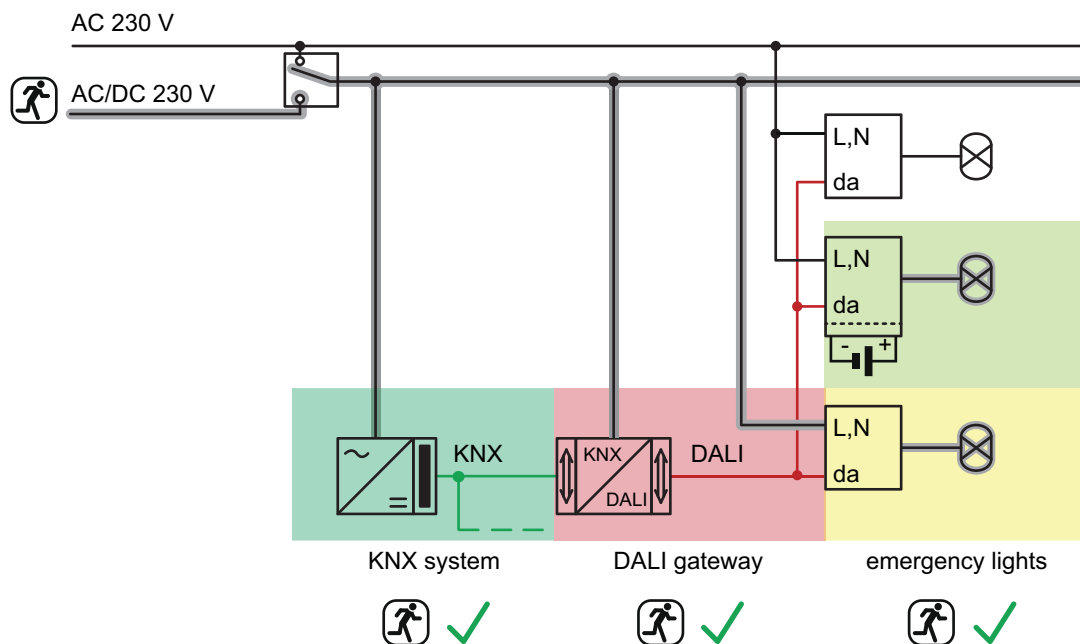 AC 230 V
AC/DC 230 V
L,N
da
L,N
da
- +
L,N
da
KNX
KNX
DALI
DALI
KNX system
DALI gateway
emergency lights